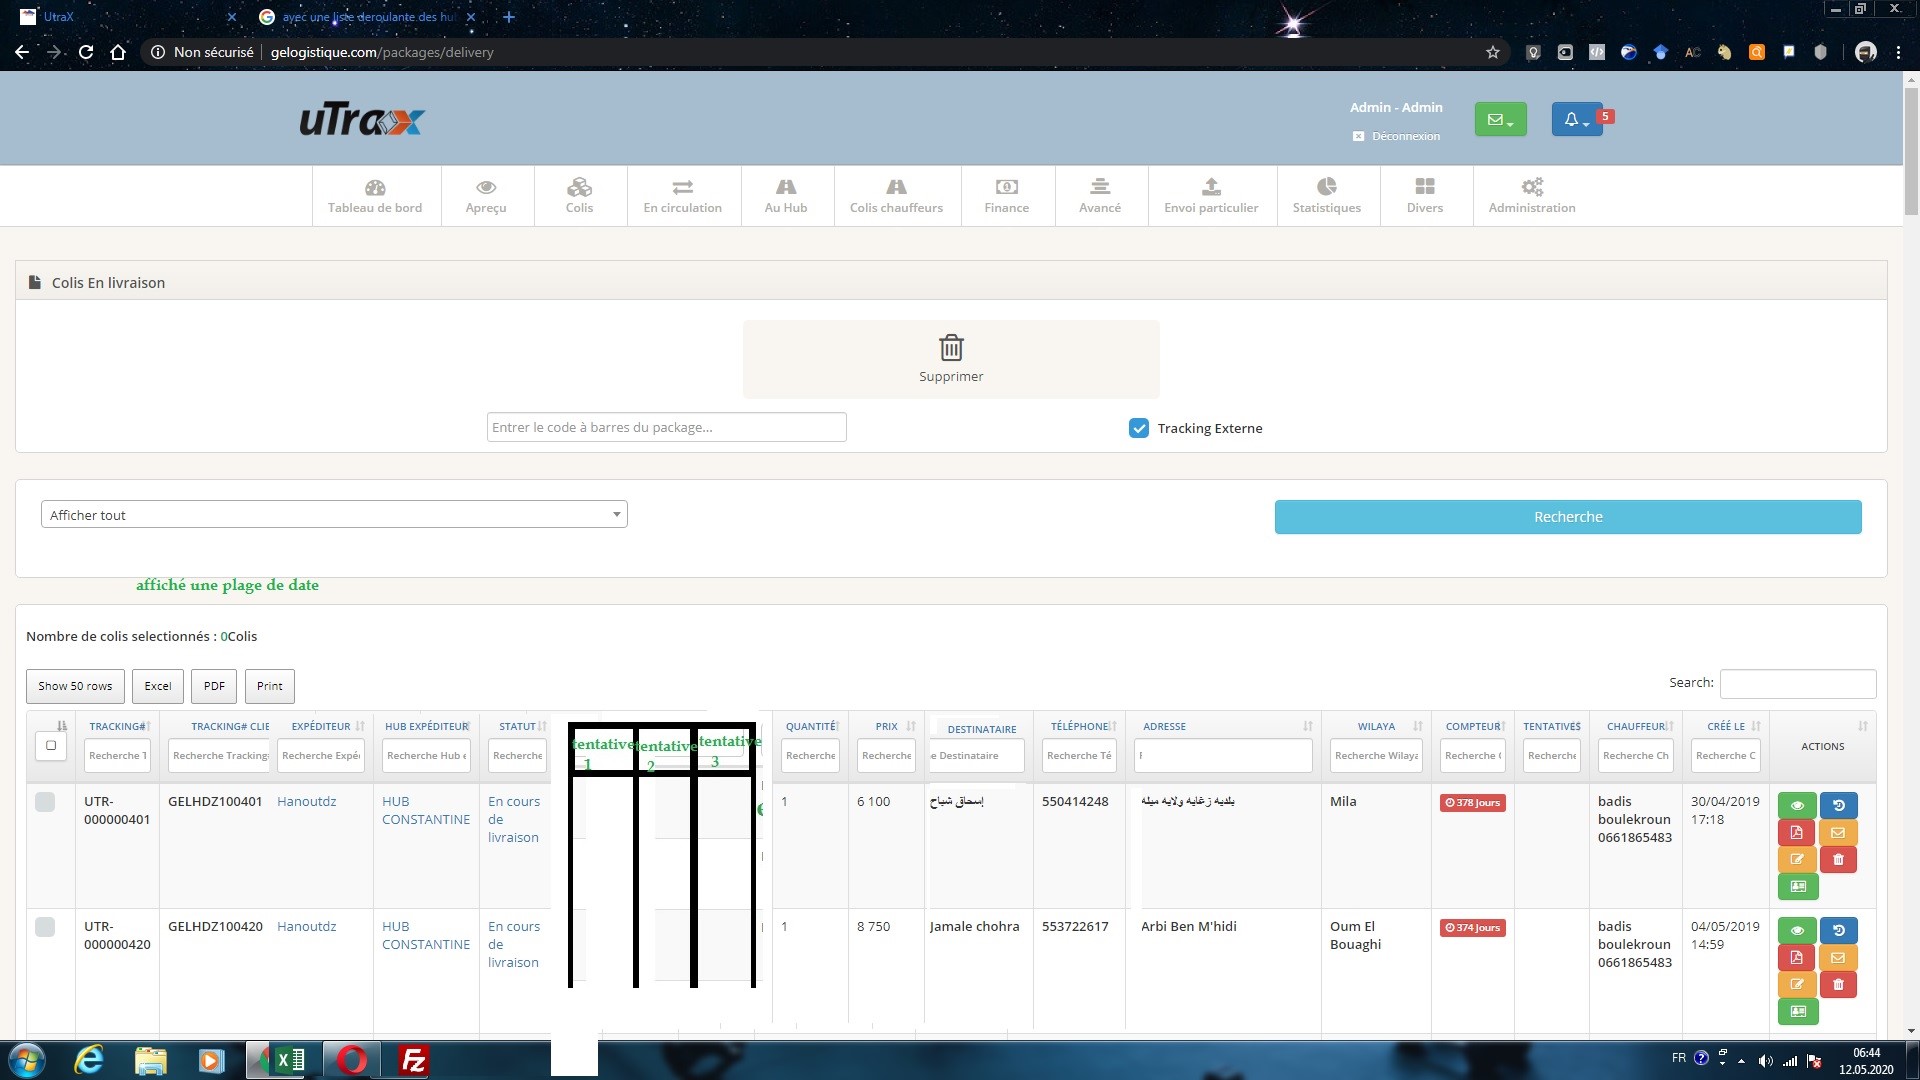 UtraX
avec une liste deroulante des hu
Non sécurisé
gelogistique.com/packages/delivery
uTrax
Admin - Admin
Déconnexion
5
Tableau de bord
Apreçu
Colis
En circulation
Au Hub
Colis chauffeurs
Finance
Avancé
Envoi particulier
Statistiques
Divers
Administration
Colis En livraison
Supprimer
Entrer le code à barres du package...
Tracking Externe
Afficher tout
Recherche
affiché une plage de date
Nombre de colis selectionnés : 0Colis
Show 50 rows
Excel
PDF
Print
Search:
TRACKING# TRACKING# CLIE EXPÉDITEUR HUB EXPÉDITEUR STATUT tentative 1 tentative 2 tentative 3 QUANTITÉ PRIX DESTINATAIRE TÉLÉPHONE ADRESSE WILAYA COMPTEUR TENTATIVES CHAUFFEUR CRÉÉ LE ACTIONS
Recherche T Recherche Tracking Recherche Expé Recherche Hub e Recherche Recherche Recherche e Destinataire Recherche Té Recherche Wilaya Recherche Recherche Recherche Ch Recherche C
UTR-000000401 GELHDZ100401 Hanoutdz HUB CONSTANTINE En cours de livraison 1 6 100 إسحاق شياح 550414248 بلديه زغايه ولايه ميله Mila 378 Jours badis boulekroun 0661865483 30/04/2019 17:18
UTR-000000420 GELHDZ100420 Hanoutdz HUB CONSTANTINE En cours de livraison 1 8 750 Jamale chohra 553722617 Arbi Ben M'hidi Oum El Bouaghi 374 Jours badis boulekroun 0661865483 04/05/2019 14:59
FR
06:44
12.05.2020